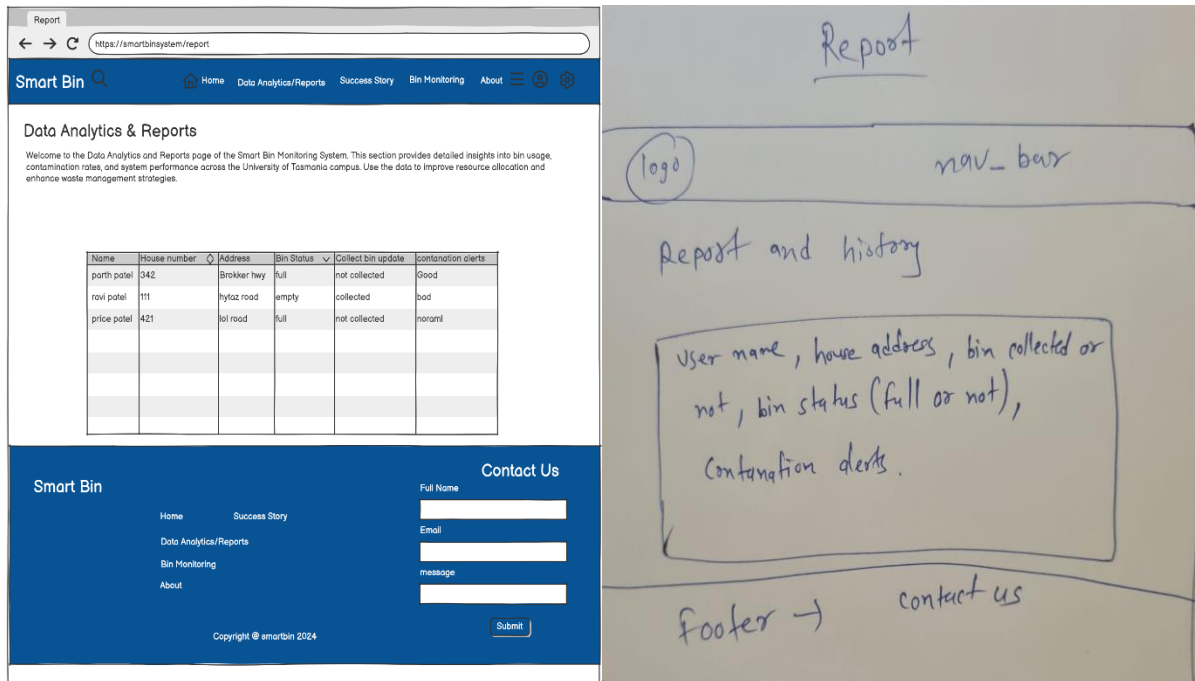 Report
https://smartbinsystem/report
Smart Bin
Home Data Analytics/Reports Success Story Bin Monitoring About
Data Analytics & Reports
Welcome to the Data Analytics and Reports page of the Smart Bin Monitoring System. This section provides detailed insights into bin usage,
contamination rates, and system performance across the University of Tasmania campus. Use the data to improve resource allocation and
enhance waste management strategies.
Name House number Address Bin Status Collect bin update contanation alerts
parth patel 342 Brokker hwy full not collected Good
ravi patel 111 hytaz road empty collected bad
price patel 421 lol road full not collected noraml
Smart Bin
Home Success Story
Data Analytics/Reports
Bin Monitoring
About
Contact Us
Full Name
Email
message
Submit
Copyright @ smartbin 2024
Report
logo nav_bar
Report and history
User name, house address, bin collected or
not, bin status (full or not),
Contanation alerts.
Footer → contact us